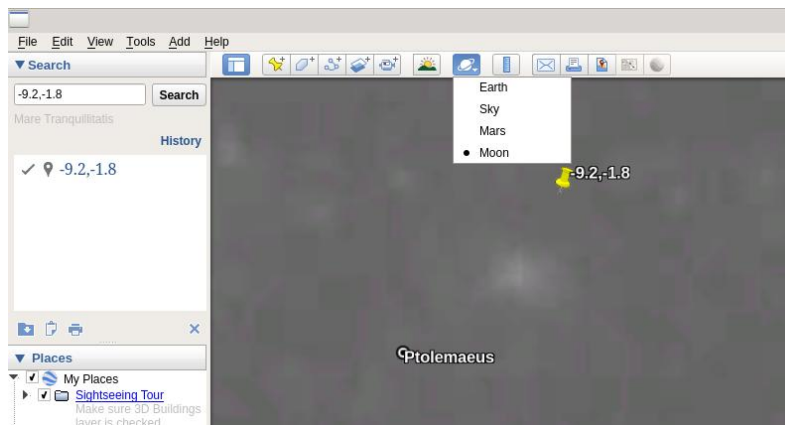 File Edit View Tools Add Help
▼ Search
-9.2,-1.8 Search
Mare Tranquillitatis
History
-9.2,-1.8
▼ Places
My Places
Sightseeing Tour
Make sure 3D Buildings
layer is checked
Earth
Sky
Mars
Moon
-9.2,-1.8
Ptolemaeus